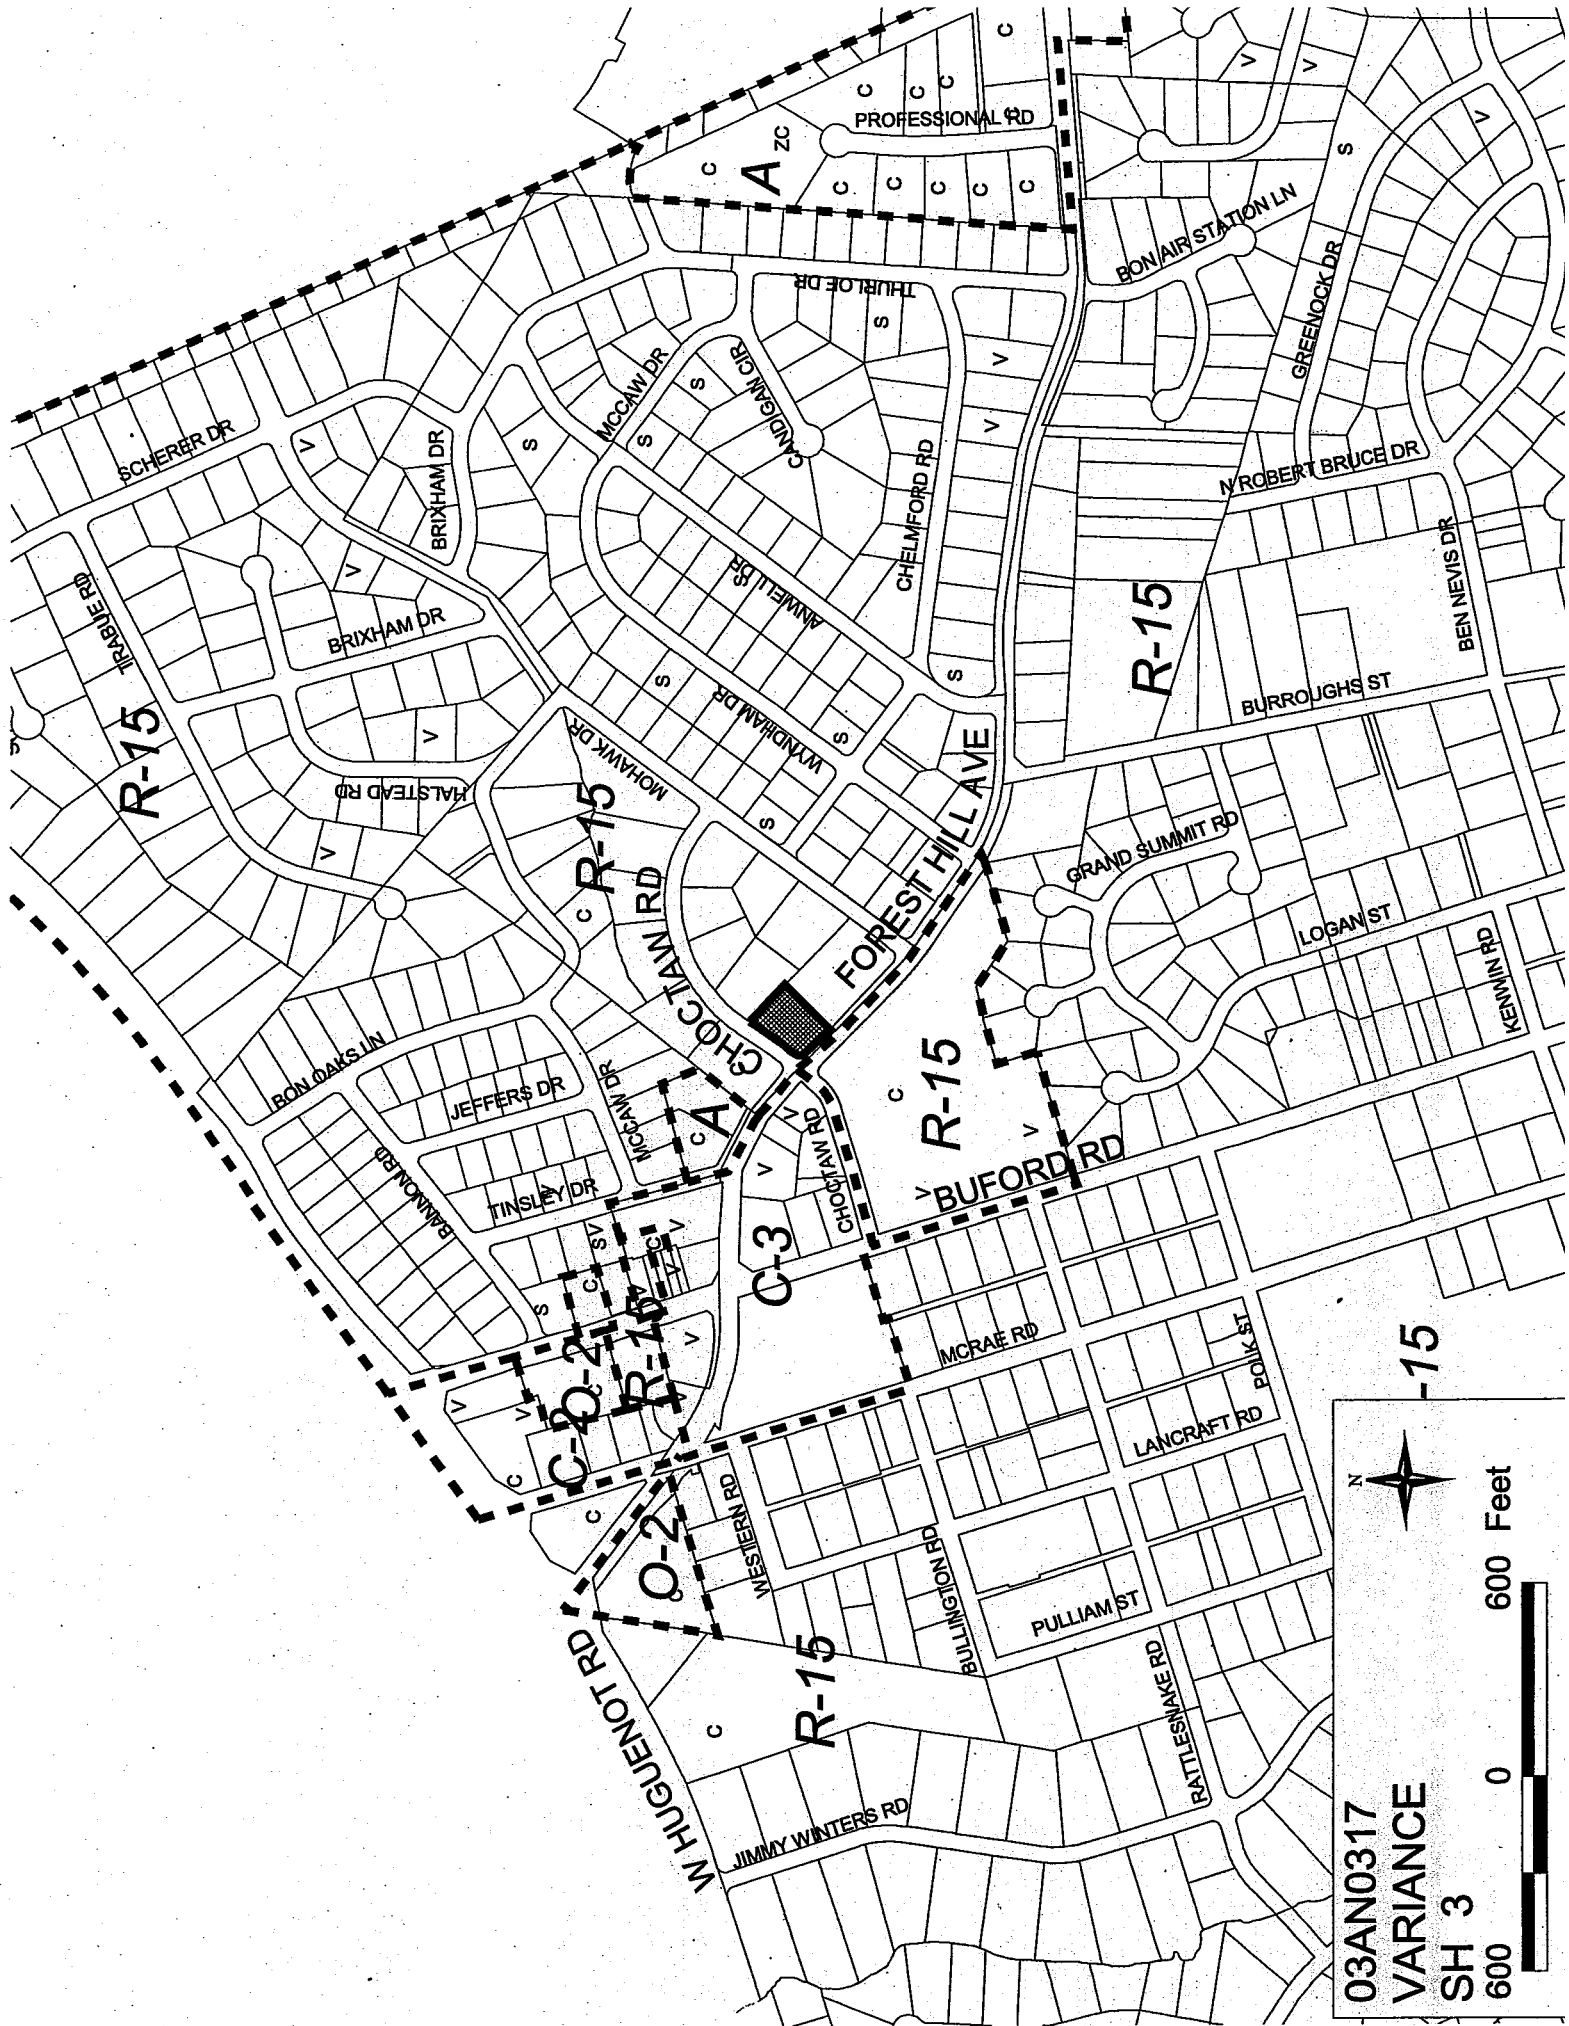 W HUGUENOT RD
JIMMY WINTERS RD
RATTLESNAKE RD
PULLIAM ST
BULLINGTON RD
WESTERN RD
LANCRAFT RD
POLK ST
MCRAE RD
BUFORD RD
CHOCTAW RD
TINSLEY DR
BANNON RD
JEFFERS DR
MCCAW DR
BON OAKS LN
CHOCTAW RD
FOREST HILL AVE
KENWIN RD
LOGAN ST
GRAND SUMMIT RD
BURROUGHS ST
BEN NEVIS DR
N ROBERT BRUCE DR
GREENOCK DR
BON AIR STATION LN
PROFESSIONAL RD
THURLOE DR
CHELMFORD RD
CANDIGAN CIR
MCCAW DR
ANWELL DR
WYNDHAM DR
MOHAWK DR
HALSTEAD RD
BRIXHAM DR
BRIXHAM DR
TRABUE RD
SCHERER DR
R-15
R-15
R-15
R-15
R-15
R-15
-15
O-2
O-2
C-3
A
A
ZC
N
03AN0317
VARIANCE
SH 3
600 0 600 Feet